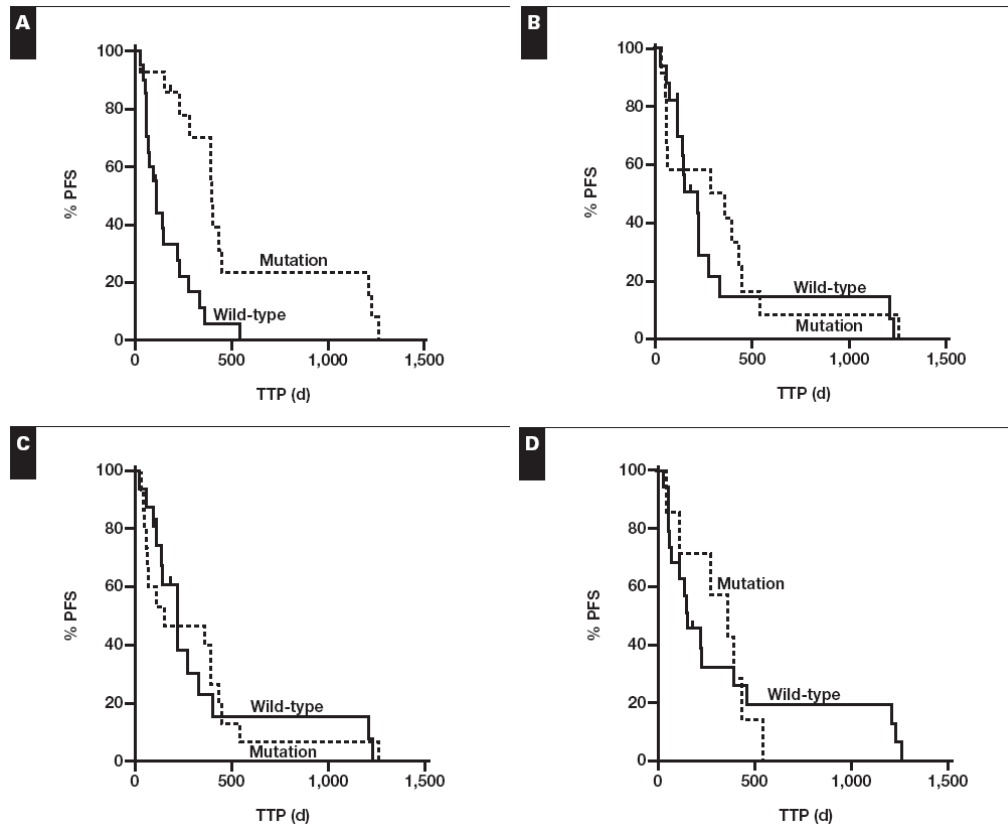 A
100
80
60
40
20
0
% PFS
Mutation
Wild-type
0 500 1,000 1,500
TTP (d)
B
100
80
60
40
20
0
% PFS
Wild-type
Mutation
0 500 1,000 1,500
TTP (d)
C
100
80
60
40
20
0
% PFS
Wild-type
Mutation
0 500 1,000 1,500
TTP (d)
D
100
80
60
40
20
0
% PFS
Mutation
Wild-type
0 500 1,000 1,500
TTP (d)